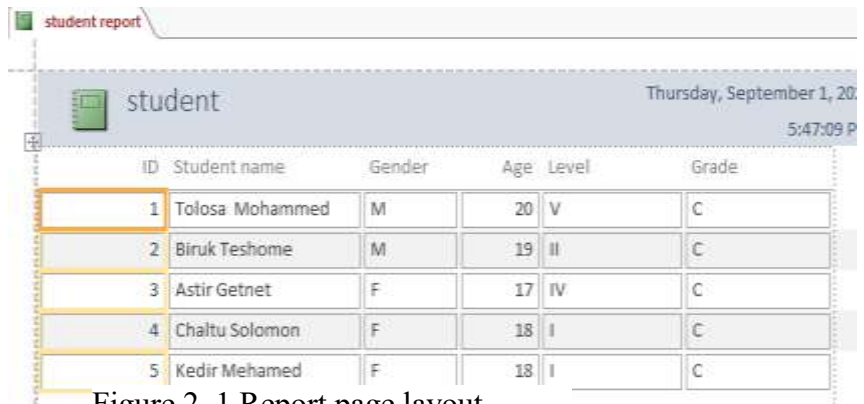 student report
student
Thursday, September 1, 20
5:47:09 P
ID Student name Gender Age Level Grade
1 Tolosa Mohammed M 20 V C
2 Biruk Teshome M 19 II C
3 Astir Getnet F 17 IV C
4 Chaltu Solomon F 18 I C
5 Kedir Mehamed F 18 I C
Figure 2. 1 Report page layout